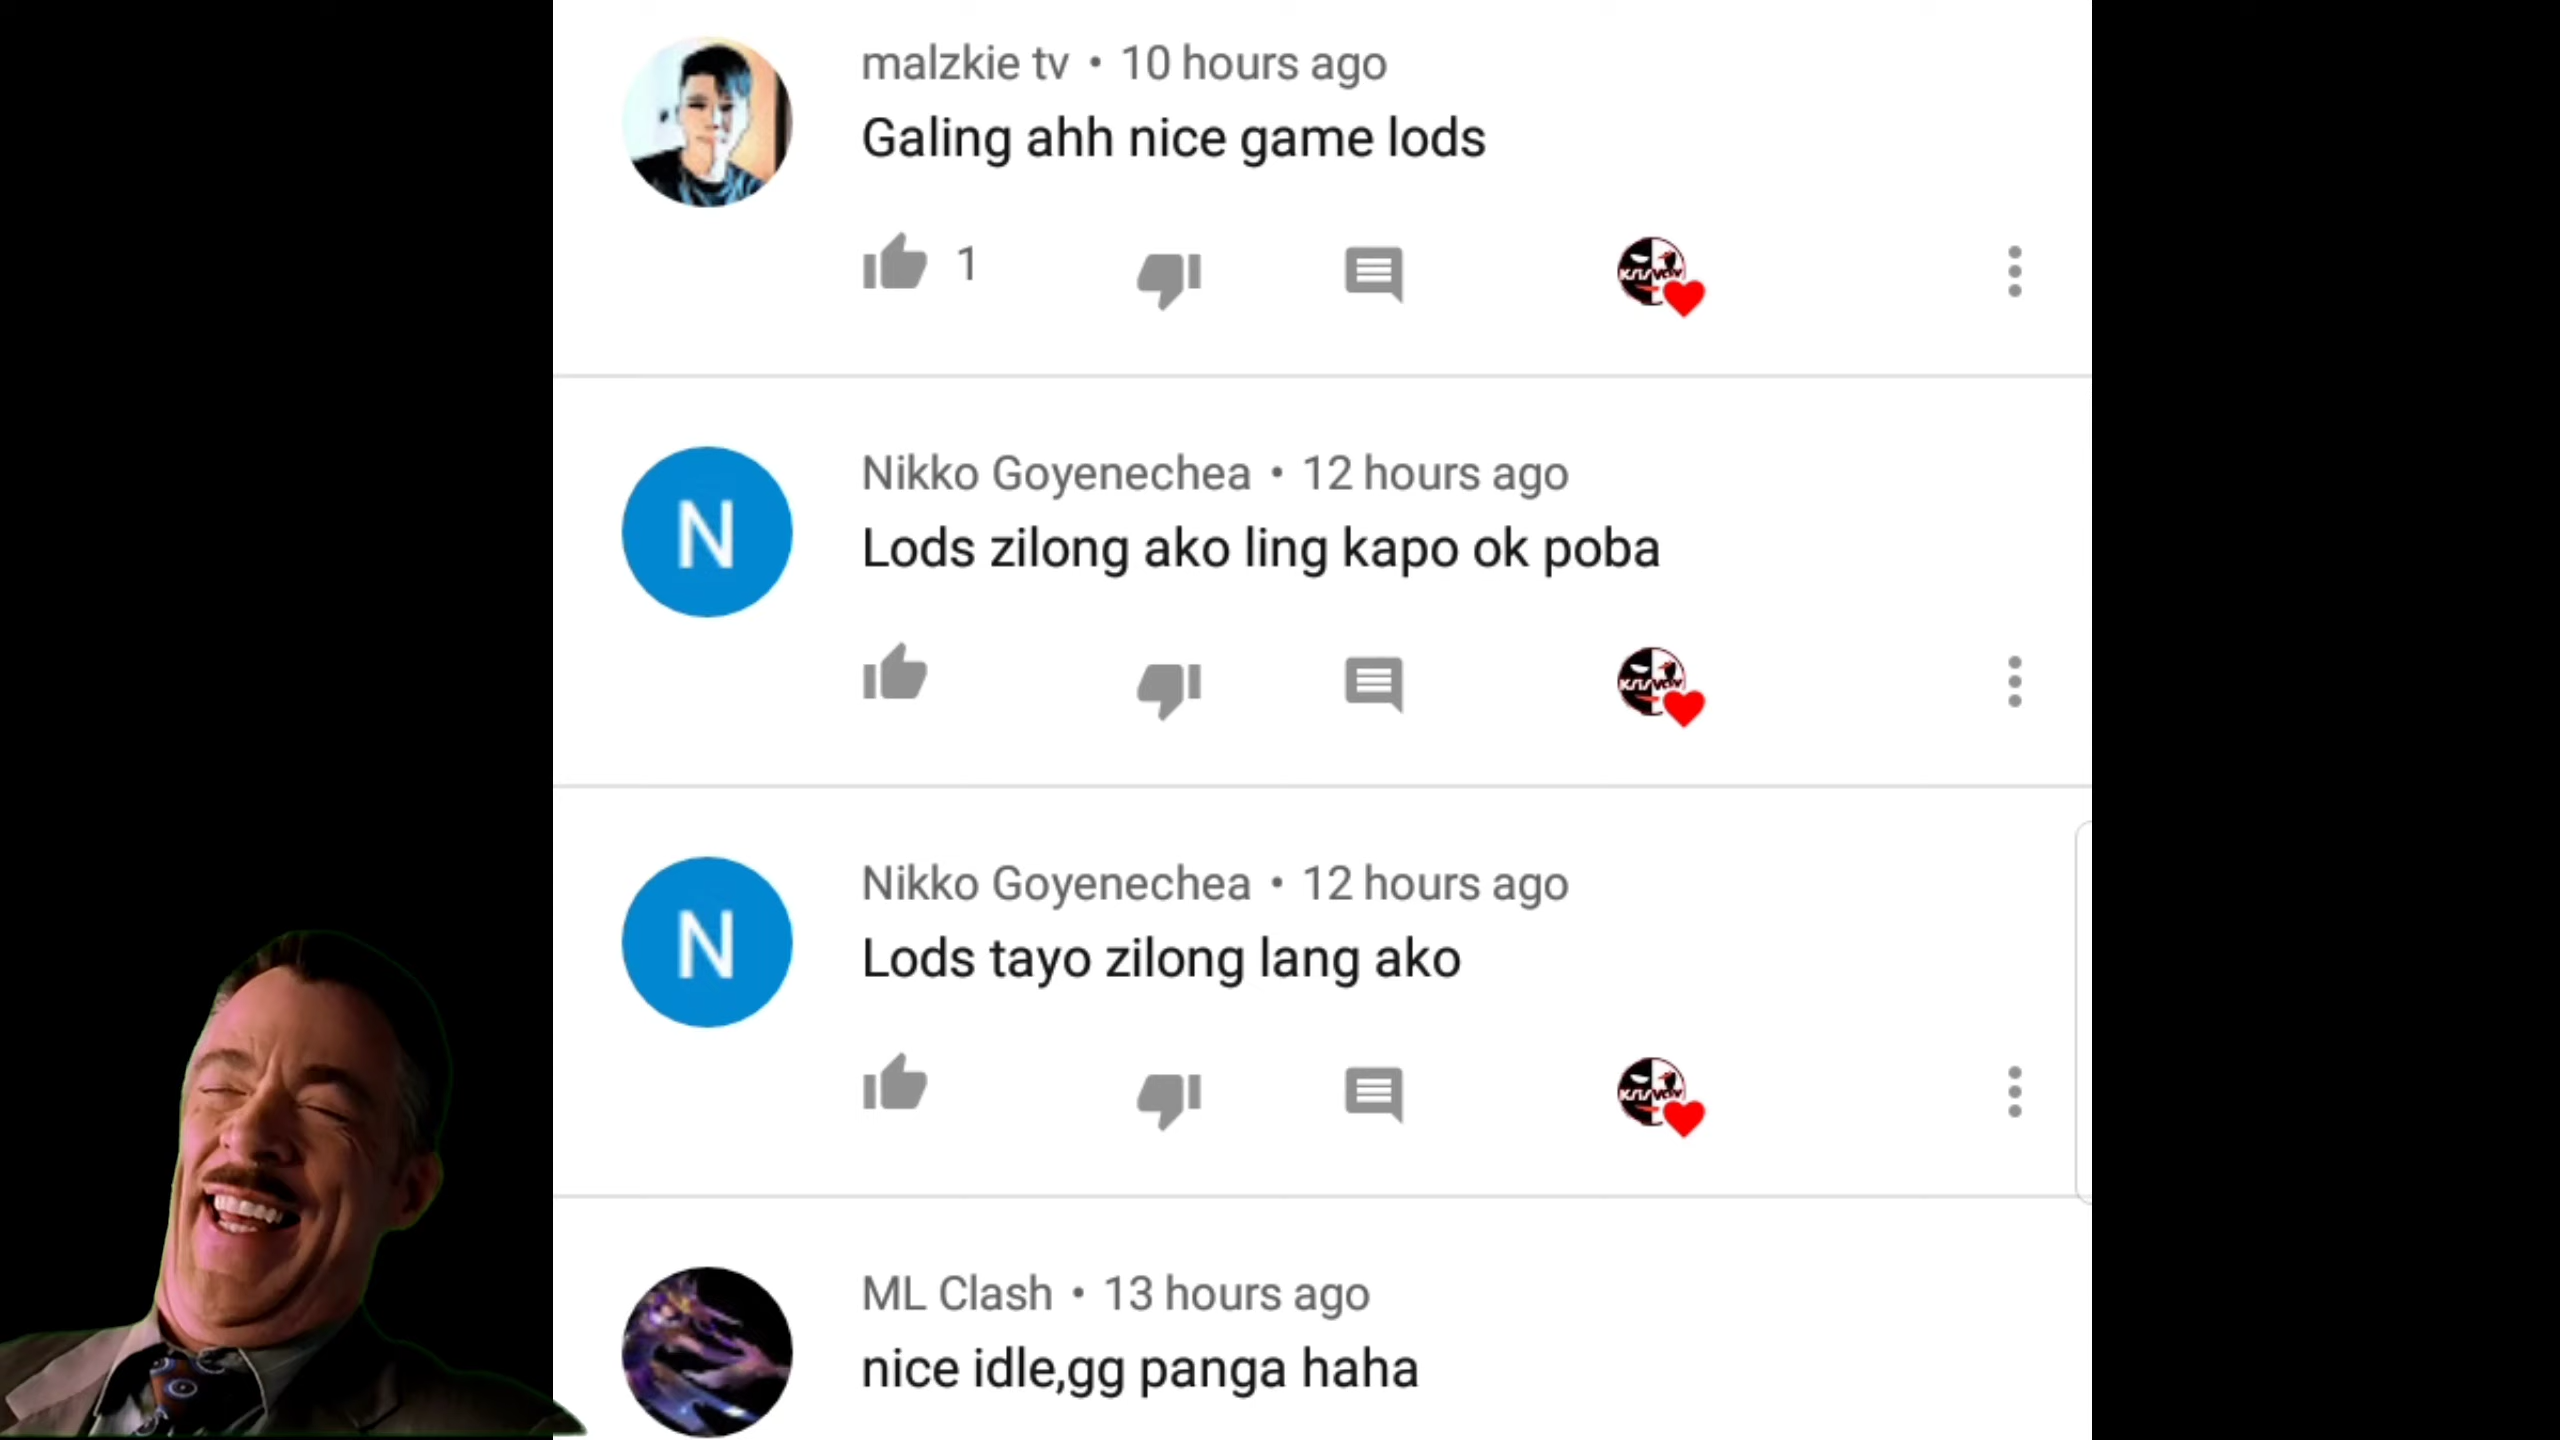 malzkie tv • 10 hours ago
Galing ahh nice game lods
1
N
Nikko Goyenechea • 12 hours ago
Lods zilong ako ling kapo ok poba
N
Nikko Goyenechea • 12 hours ago
Lods tayo zilong lang ako
ML Clash • 13 hours ago
nice idle,gg panga haha